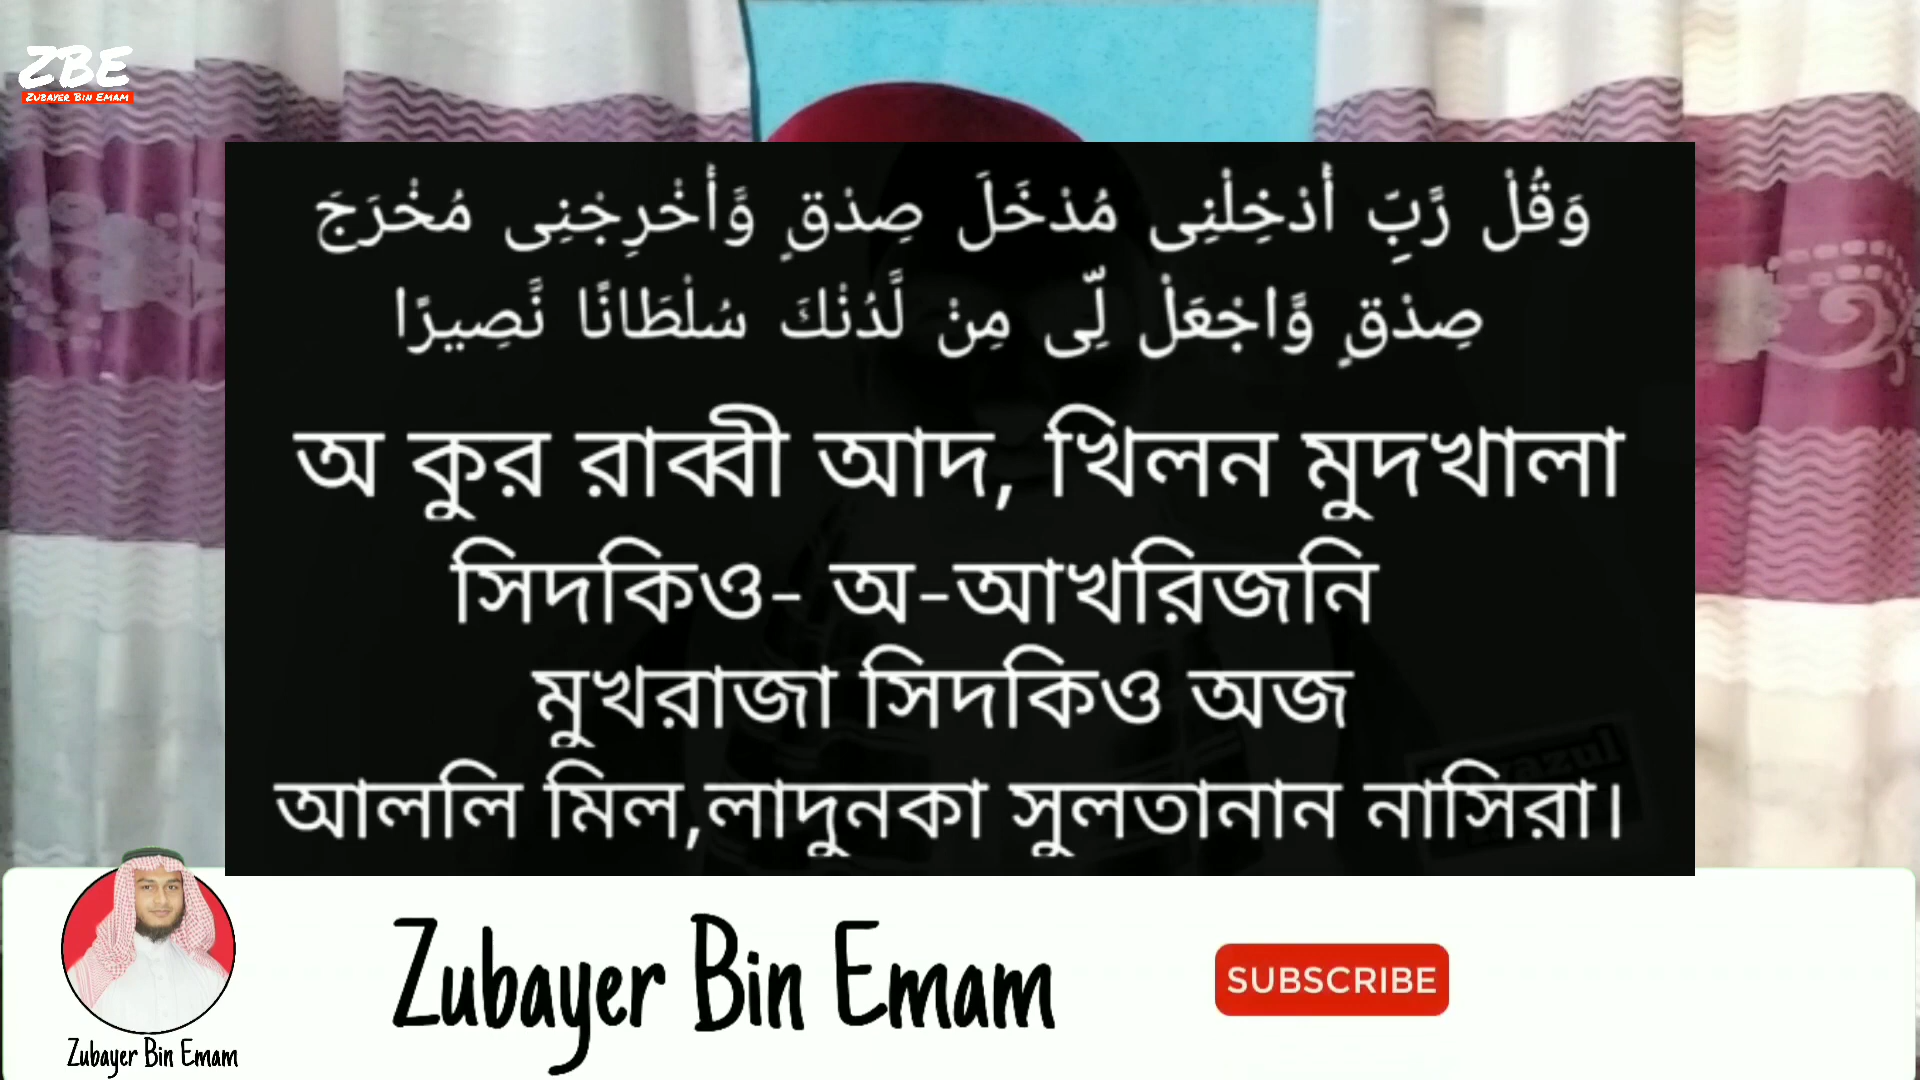 ZBE
Zubayer Bin Emam
وَقُلْ رَّبِّ أَدْخِلْنِى مُدْخَلَ صِدْقٍ وَّأَخْرِجْنِى مُخْرَجَ
صِدْقٍ وَّاجْعَلْ لِّى مِنْ لَّدُنْكَ سُلْطَانًا نَّصِيرًا
অ কুর রাব্বী আদ, খিলন মুদখালা
সিদকিও- অ-আখরিজনি
মুখরাজা সিদকিও অজ
আললি মিল,লাদুনকা সুলতানান নাসিরা।
Zubayer Bin Emam
SUBSCRIBE
Zubayer Bin Emam